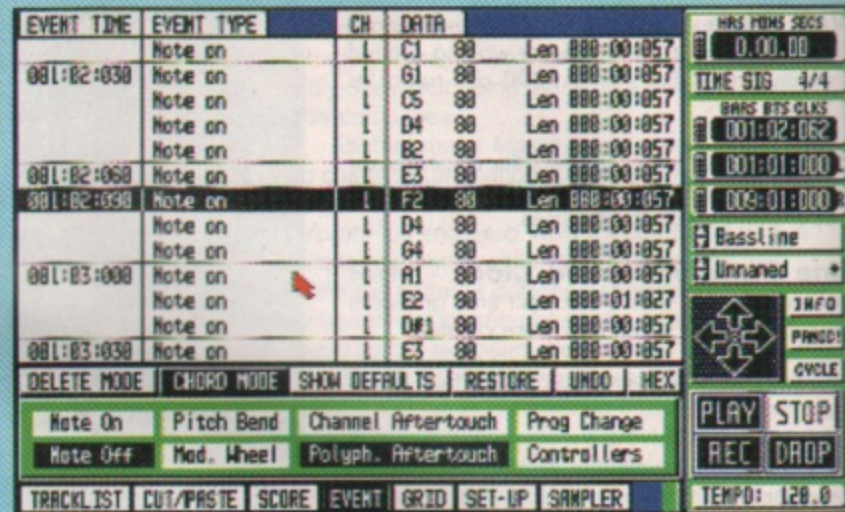 EVENT TIME EVENT TYPE CH DATA
Note on 1 C1 80 Len 000:00:057
001:02:030 Note on 1 G1 80 Len 000:00:057
Note on 1 C5 80 Len 000:00:057
Note on 1 D4 80 Len 000:00:057
Note on 1 B2 80 Len 000:00:057
001:02:060 Note on 1 E3 80 Len 000:00:057
001:02:090 Note on 1 F2 80 Len 000:00:057
Note on 1 D4 80 Len 000:00:057
Note on 1 G4 80 Len 000:00:057
001:03:000 Note on 1 A1 80 Len 000:00:057
Note on 1 E2 80 Len 000:01:027
Note on 1 D#1 80 Len 000:00:057
001:03:030 Note on 1 E3 80 Len 000:00:057
DELETE MODE CHORD MODE SHOW DEFAULTS RESTORE UNDO HEX
Note On Pitch Bend Channel Aftertouch Prog Change
Note Off Mod. Wheel Polyph. Aftertouch Controllers
TRACKLIST CUT/PASTE SCORE EVENT GRID SET-UP SAMPLER
HRS MINS SECS
0.00.00
TIME SIG 4/4
BARS BTS CLKS
001:02:062
001:01:000
009:01:000
Bassline
Unnamed
INFO
PANIC!
CYCLE
PLAY STOP
REC DROP
TEMPO: 120.0